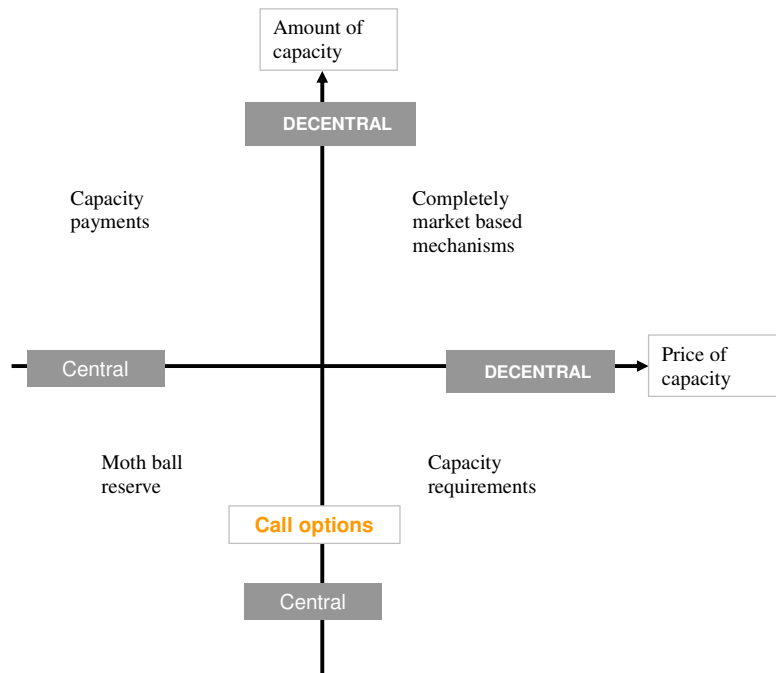 Amount of
capacity
DECENTRAL
Capacity
payments
Completely
market based
mechanisms
Central
DECENTRAL
Price of
capacity
Moth ball
reserve
Capacity
requirements
Call options
Central